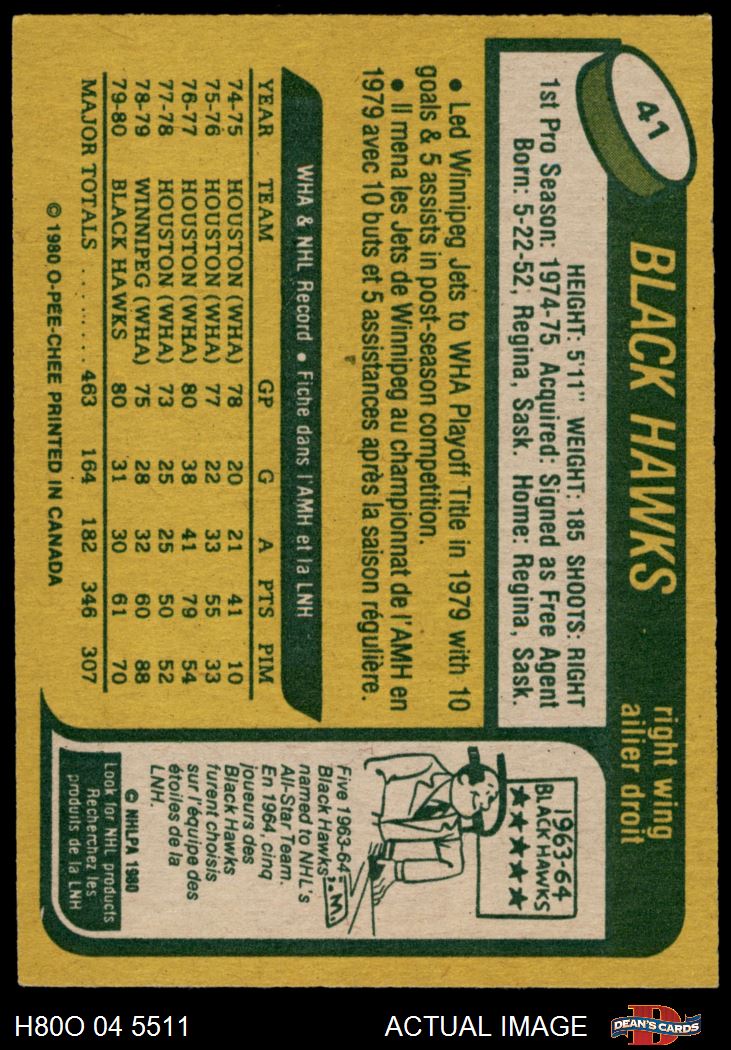 41
BLACK HAWKS
right wing
ailier droit
HEIGHT: 5'11" WEIGHT: 185 SHOOTS: RIGHT
1st Pro Season: 1974-75 Acquired: Signed as Free Agent
Born: 5-22-52, Regina, Sask. Home: Regina, Sask.
• Led Winnipeg Jets to WHA Playoff Title in 1979 with 10
goals & 5 assists in post-season competition.
• Il mena les Jets de Winnipeg au championnat de l'AMH en
1979 avec 10 buts et 5 assistances après la saison régulière.
WHA & NHL Record • Fiche dans l'AMH et la LNH
YEAR TEAM GP G A PTS PIM
74-75 HOUSTON (WHA) 78 20 21 41 10
75-76 HOUSTON (WHA) 77 22 33 55 33
76-77 HOUSTON (WHA) 80 38 41 79 54
77-78 HOUSTON (WHA) 73 25 25 50 52
78-79 WINNIPEG (WHA) 75 28 32 60 88
79-80 BLACK HAWKS 80 31 30 61 70
MAJOR TOTALS ........ 463 164 182 346 307
© 1980 O-PEE-CHEE PRINTED IN CANADA
1963-64
BLACK HAWKS
★★★★★
I.M.
Five 1963-64
Black Hawks
named to NHL's
All-Star Team.
En 1964, cinq
joueurs des
Black Hawks
furent choisis
sur l'équipe des
étoiles de la
LNH.
© NHLPA 1980
Look for NHL products
Recherchez les
produits de la LNH
H80O 04 5511
ACTUAL IMAGE
D
DEAN'S CARDS